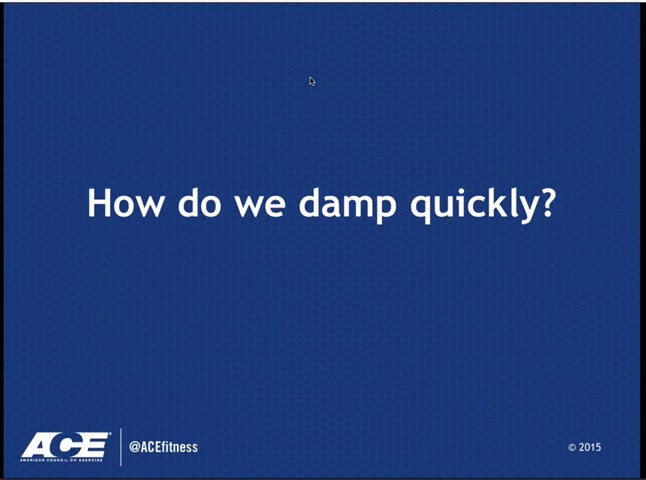 How do we damp quickly?
ACE®
AMERICAN COUNCIL ON EXERCISE
@ACEfitness
© 2015